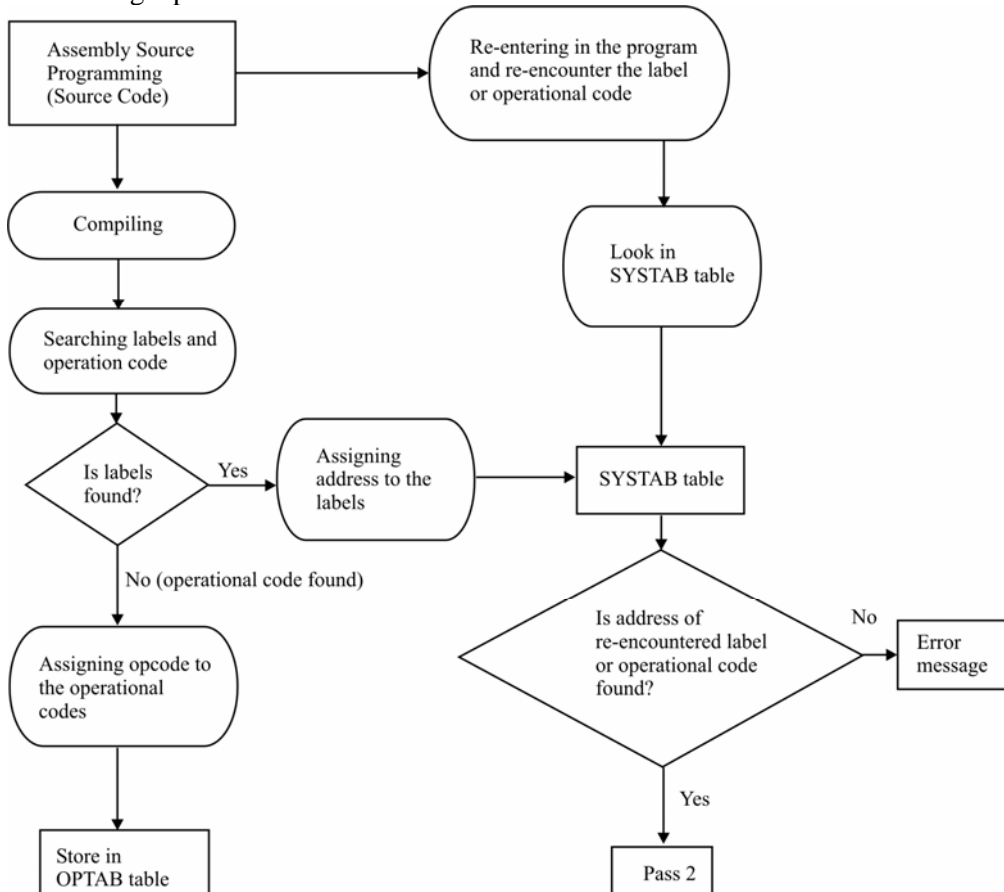 Assembly Source
Programming
(Source Code)
Re-entering in the program
and re-encounter the label
or operational code
Compiling
Look in
SYSTAB table
Searching labels and
operation code
Is labels
found?
Yes
Assigning
address to the
labels
SYSTAB table
No (operational code found)
Is address of
re-encountered label
or operational code
found?
No
Error
message
Assigning opcode to
the operational
codes
Yes
Store in
OPTAB table
Pass 2